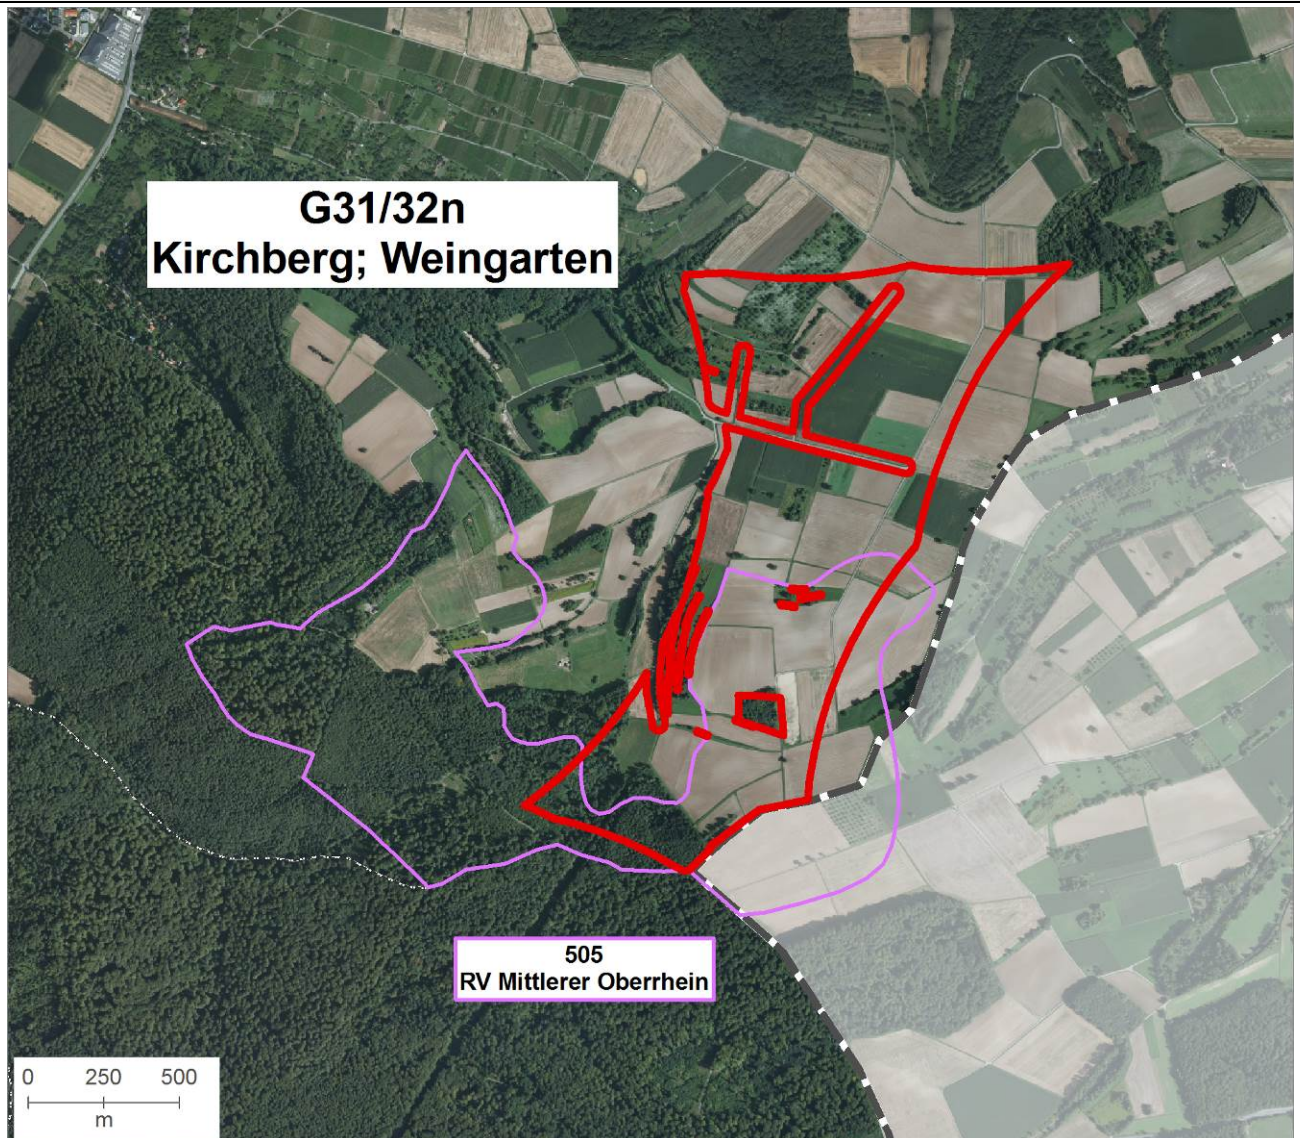 G31/32n
Kirchberg; Weingarten
505
RV Mittlerer Oberrhein
0 250 500
m